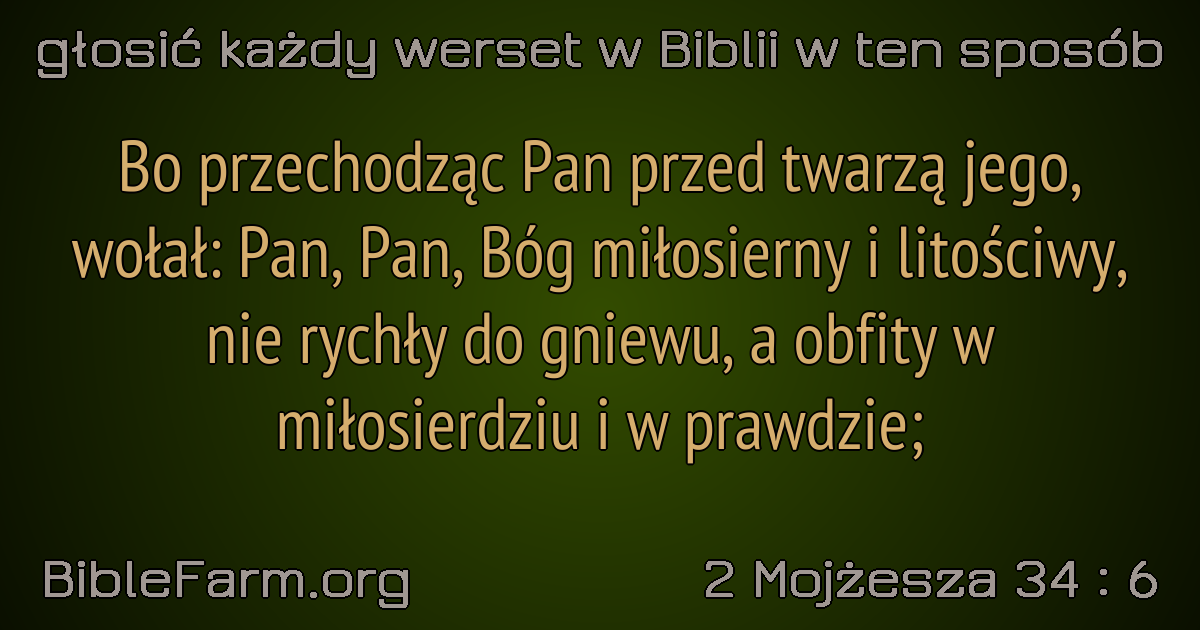 głosić każdy werset w Biblii w ten sposób
Bo przechodząc Pan przed twarzą jego,
wołał: Pan, Pan, Bóg miłosierny i litościwy,
nie rychły do gniewu, a obfity w
miłosierdziu i w prawdzie;
BibleFarm.org
2 Mojżesza 34 : 6